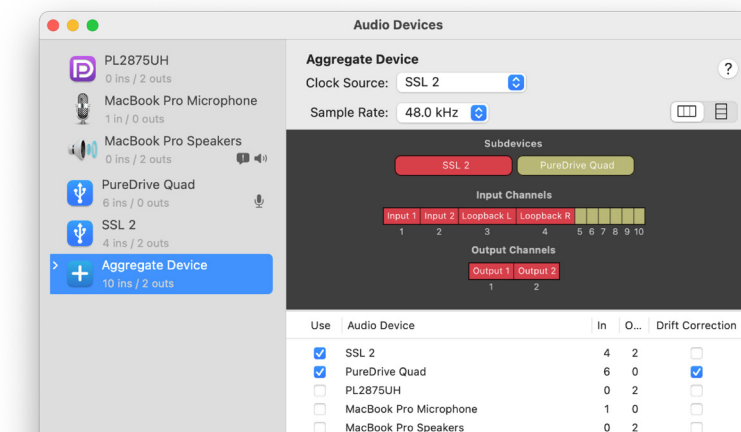 Audio Devices
PL2875UH
0 ins / 2 outs
MacBook Pro Microphone
1 in / 0 outs
MacBook Pro Speakers
0 ins / 2 outs
PureDrive Quad
6 ins / 0 outs
SSL 2
4 ins / 2 outs
Aggregate Device
10 ins / 2 outs
Aggregate Device
?
Clock Source: SSL 2
Sample Rate: 48.0 kHz
Subdevices
SSL 2 PureDrive Quad
Input Channels
Input 1 Input 2 Loopback L Loopback R
1 2 3 4 5 6 7 8 9 10
Output Channels
Output 1 Output 2
1 2
Use Audio Device In O... Drift Correction
SSL 2 4 2
PureDrive Quad 6 0
PL2875UH 0 2
MacBook Pro Microphone 1 0
MacBook Pro Speakers 0 2